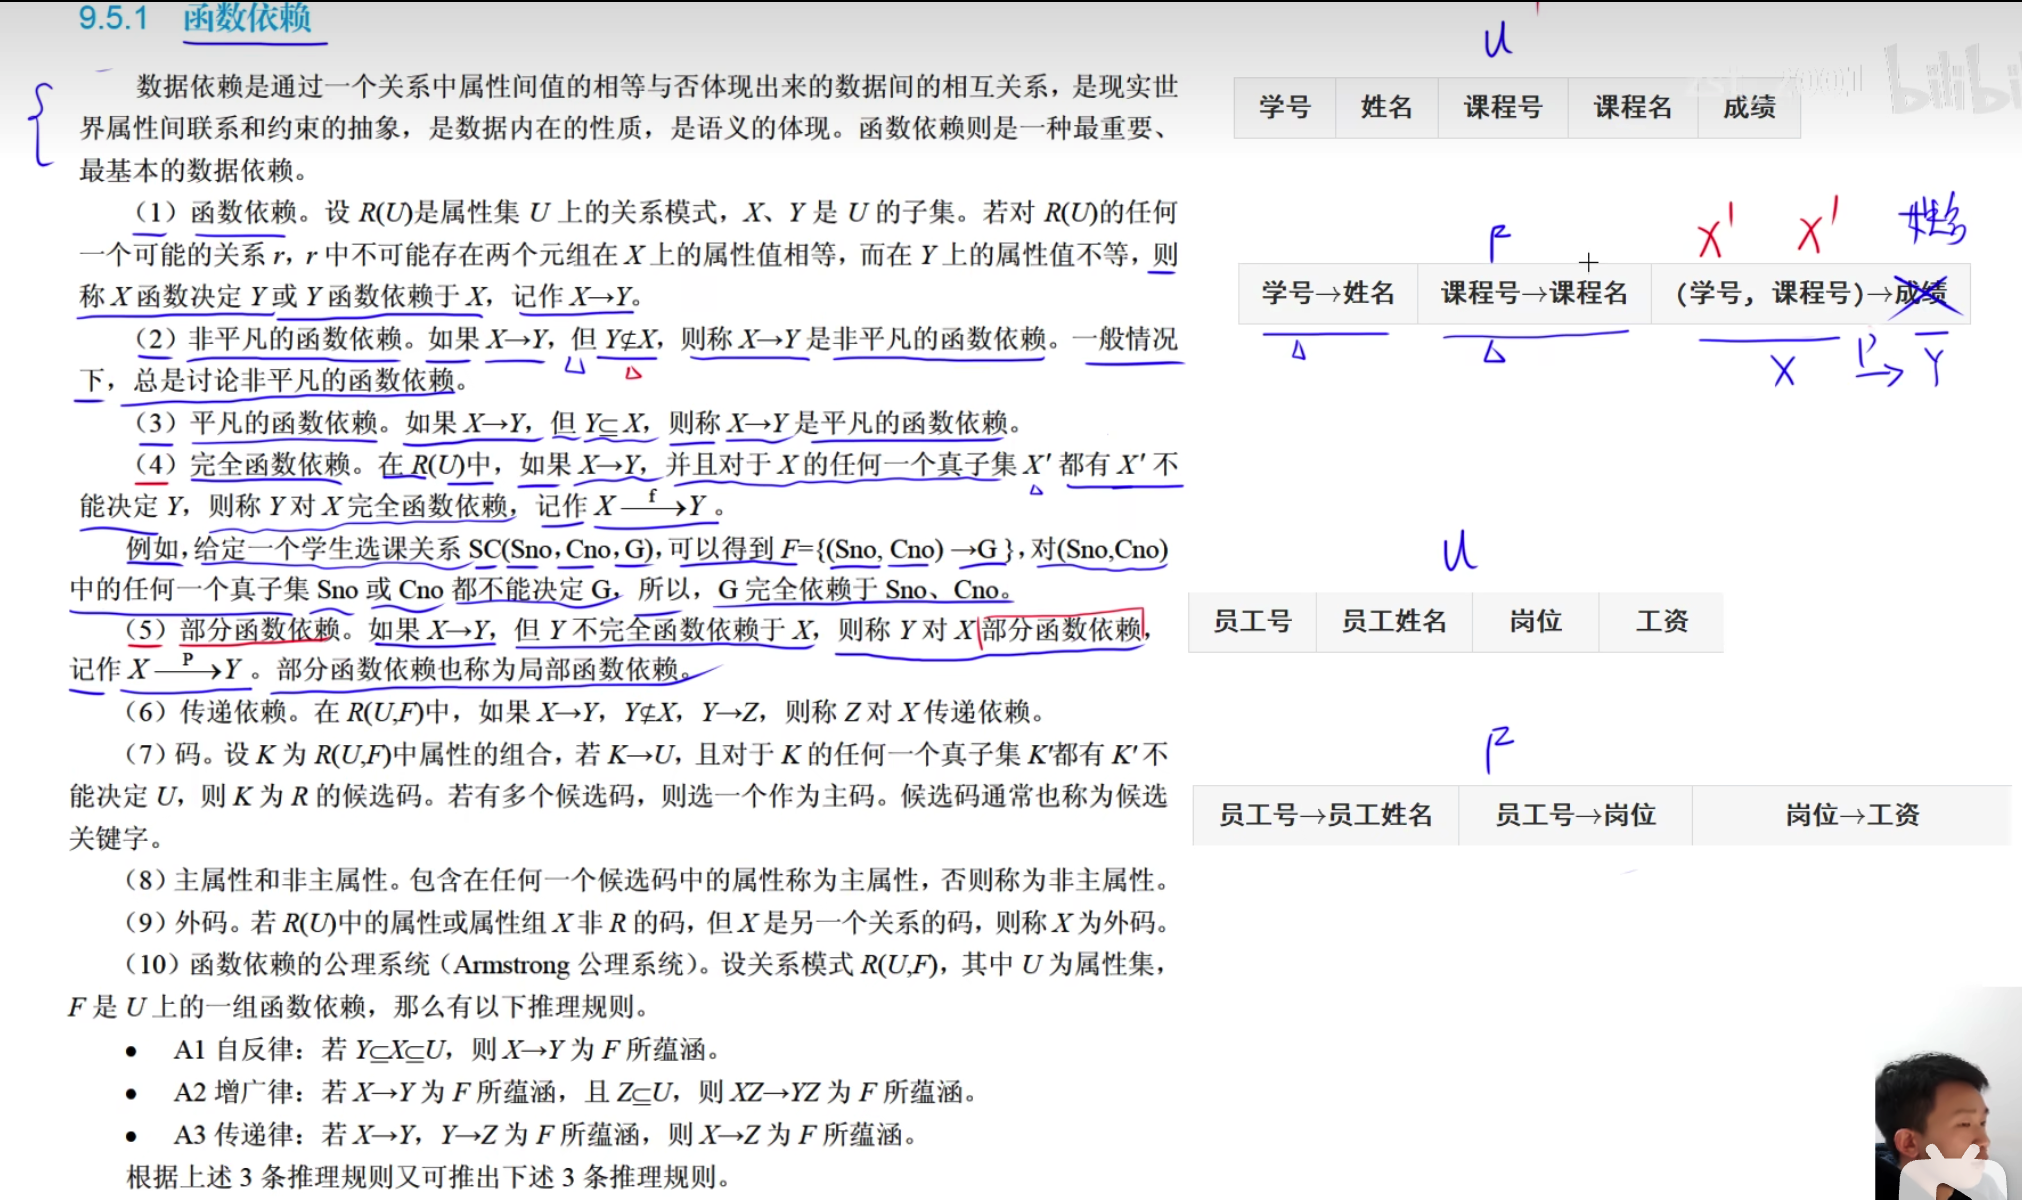 9.5.1 函数依赖
数据依赖是通过一个关系中属性间值的相等与否体现出来的数据间的相互关系，是现实世
界属性间联系和约束的抽象，是数据内在的性质，是语义的体现。函数依赖则是一种最重要、
最基本的数据依赖。
（1）函数依赖。设 R(U)是属性集 U 上的关系模式，X、Y 是 U 的子集。若对 R(U)的任何
一个可能的关系 r，r 中不可能存在两个元组在 X 上的属性值相等，而在 Y 上的属性值不等，则
称 X 函数决定 Y 或 Y 函数依赖于 X，记作 X→Y。
（2）非平凡的函数依赖。如果 X→Y，但 Y⊈X，则称 X→Y 是非平凡的函数依赖。一般情况
下，总是讨论非平凡的函数依赖。
（3）平凡的函数依赖。如果 X→Y，但 Y⊆X，则称 X→Y 是平凡的函数依赖。
（4）完全函数依赖。在 R(U)中，如果 X→Y，并且对于 X 的任何一个真子集 X′ 都有 X′ 不
能决定 Y，则称 Y 对 X 完全函数依赖，记作 X —f→ Y 。
例如，给定一个学生选课关系 SC(Sno，Cno，G)，可以得到 F={(Sno, Cno) →G }，对(Sno,Cno)
中的任何一个真子集 Sno 或 Cno 都不能决定 G，所以，G 完全依赖于 Sno、Cno。
（5）部分函数依赖。如果 X→Y，但 Y 不完全函数依赖于 X，则称 Y 对 X 部分函数依赖，
记作 X —P→ Y 。部分函数依赖也称为局部函数依赖。
（6）传递依赖。在 R(U,F)中，如果 X→Y，Y⊈X，Y→Z，则称 Z 对 X 传递依赖。
（7）码。设 K 为 R(U,F)中属性的组合，若 K→U，且对于 K 的任何一个真子集 K′都有 K′ 不
能决定 U，则 K 为 R 的候选码。若有多个候选码，则选一个作为主码。候选码通常也称为候选
关键字。
（8）主属性和非主属性。包含在任何一个候选码中的属性称为主属性，否则称为非主属性。
（9）外码。若 R(U)中的属性或属性组 X 非 R 的码，但 X 是另一个关系的码，则称 X 为外码。
（10）函数依赖的公理系统（Armstrong 公理系统）。设关系模式 R(U,F)，其中 U 为属性集，
F 是 U 上的一组函数依赖，那么有以下推理规则。
● A1 自反律：若 Y⊆X⊆U，则 X→Y 为 F 所蕴涵。
● A2 增广律：若 X→Y 为 F 所蕴涵，且 Z⊆U，则 XZ→YZ 为 F 所蕴涵。
● A3 传递律：若 X→Y，Y→Z 为 F 所蕴涵，则 X→Z 为 F 所蕴涵。
根据上述 3 条推理规则又可推出下述 3 条推理规则。
U
学号 姓名 课程号 课程名 成绩
bilibi
F X′ X′ 姓名
学号→姓名 课程号→课程名 (学号，课程号)→成绩
X P→ Y
U
员工号 员工姓名 岗位 工资
F
员工号→员工姓名 员工号→岗位 岗位→工资